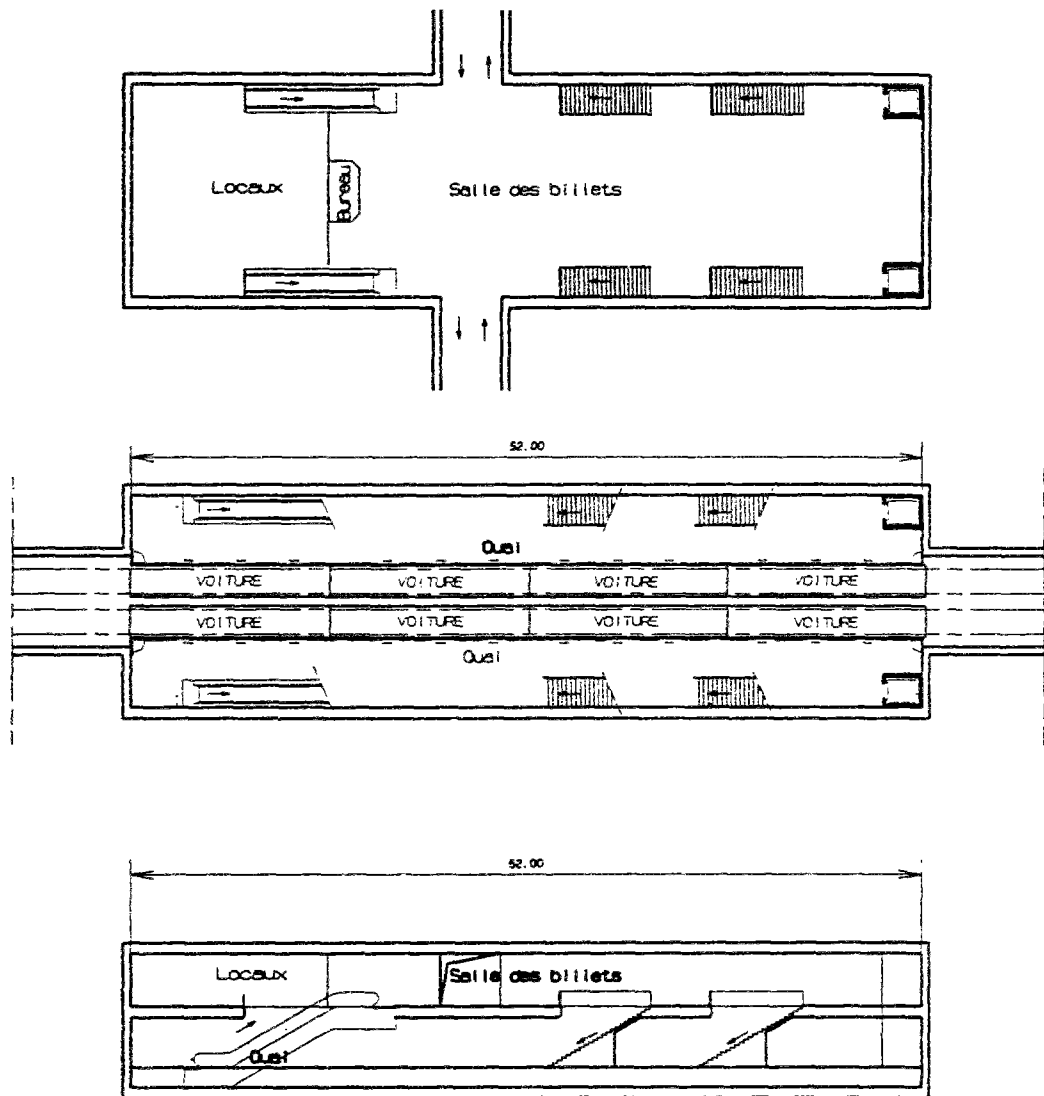 Locaux
Bureau
Salle des billets
52.00
Quai
VOITURE VOITURE VOITURE VOITURE
VOITURE VOITURE VOITURE VOITURE
Quai
52.00
Locaux
Salle des billets
Quai